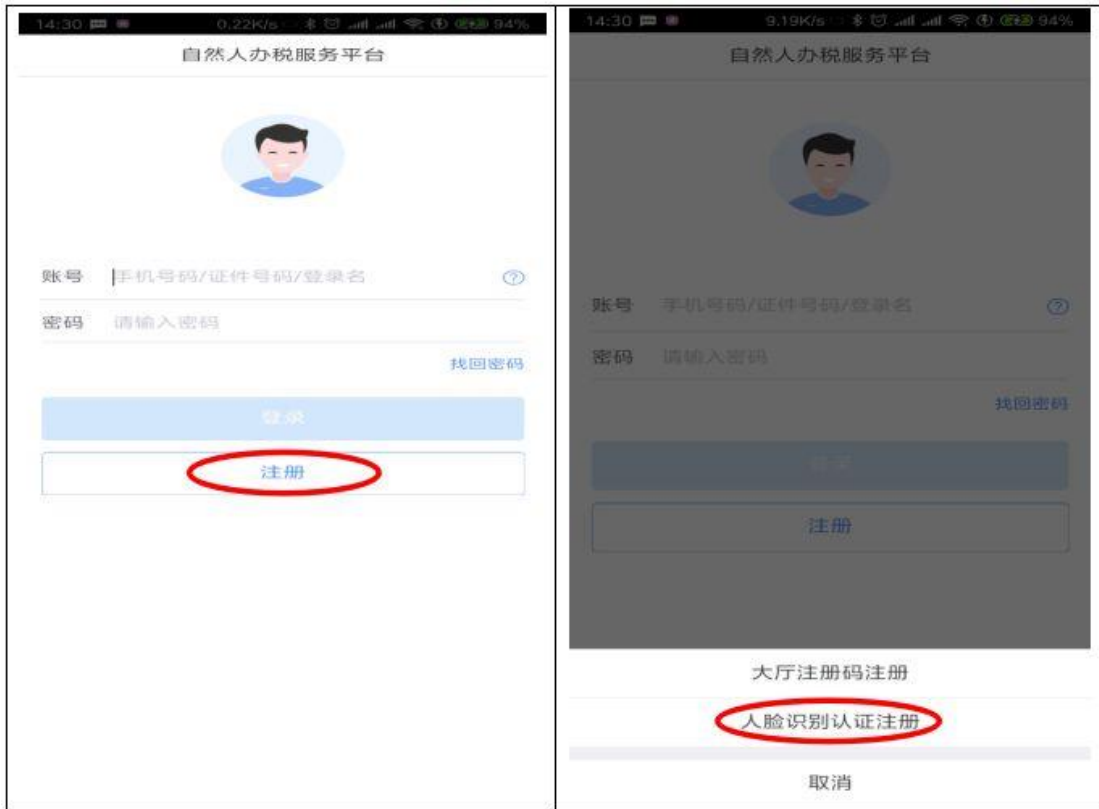 14:30 0.22K/s 94%
自然人办税服务平台
账号 手机号码/证件号码/登录名
密码 请输入密码
找回密码
登录
注册
14:30 9.19K/s 94%
自然人办税服务平台
账号 手机号码/证件号码/登录名
密码 请输入密码
找回密码
登录
注册
大厅注册码注册
人脸识别认证注册
取消